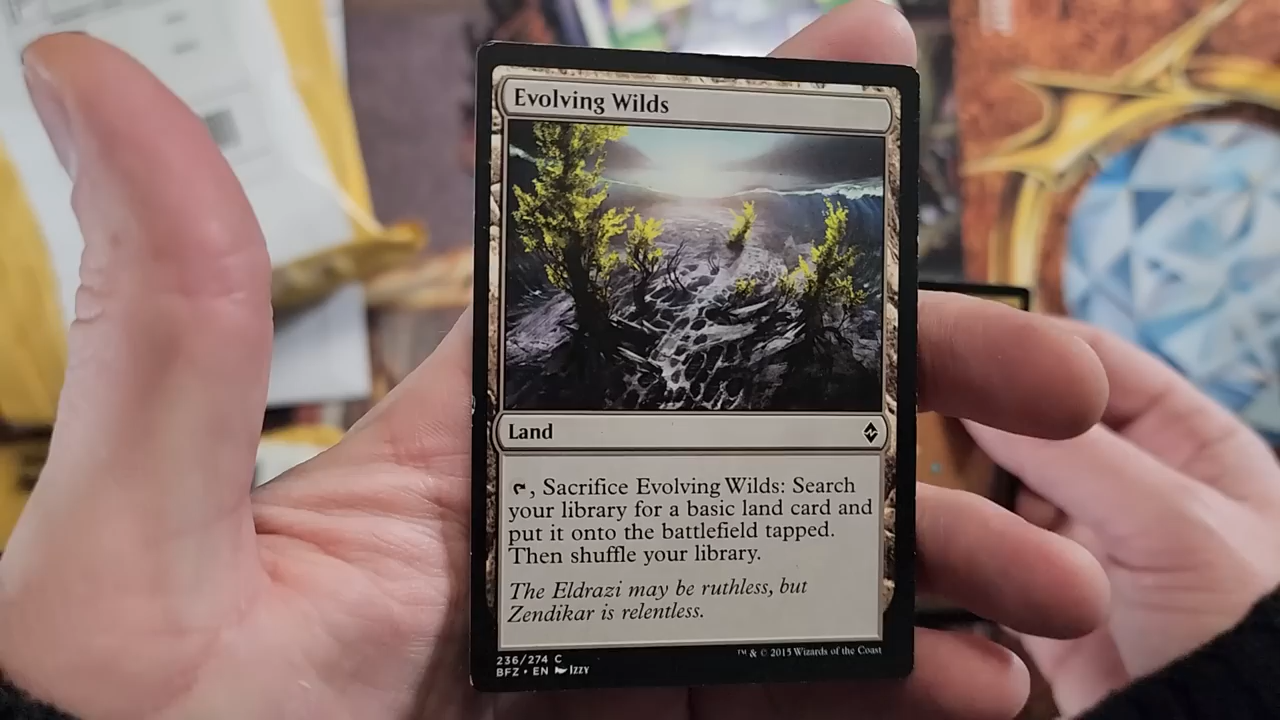 Evolving Wilds
Land
, Sacrifice Evolving Wilds: Search
your library for a basic land card and
put it onto the battlefield tapped.
Then shuffle your library.
The Eldrazi may be ruthless, but
Zendikar is relentless.
236/274 C
BFZ • EN Izzy
™ & © 2015 Wizards of the Coast